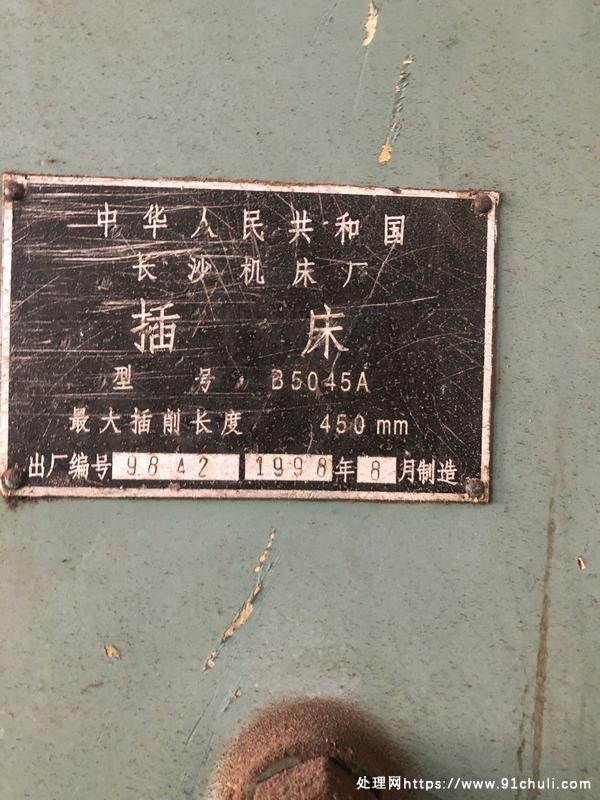 中华人民共和国
长沙机床厂
插床
型号 B5045A
最大插削长度 450mm
出厂编号 9842 1998年8月制造
处理网https://www.91chuli.com